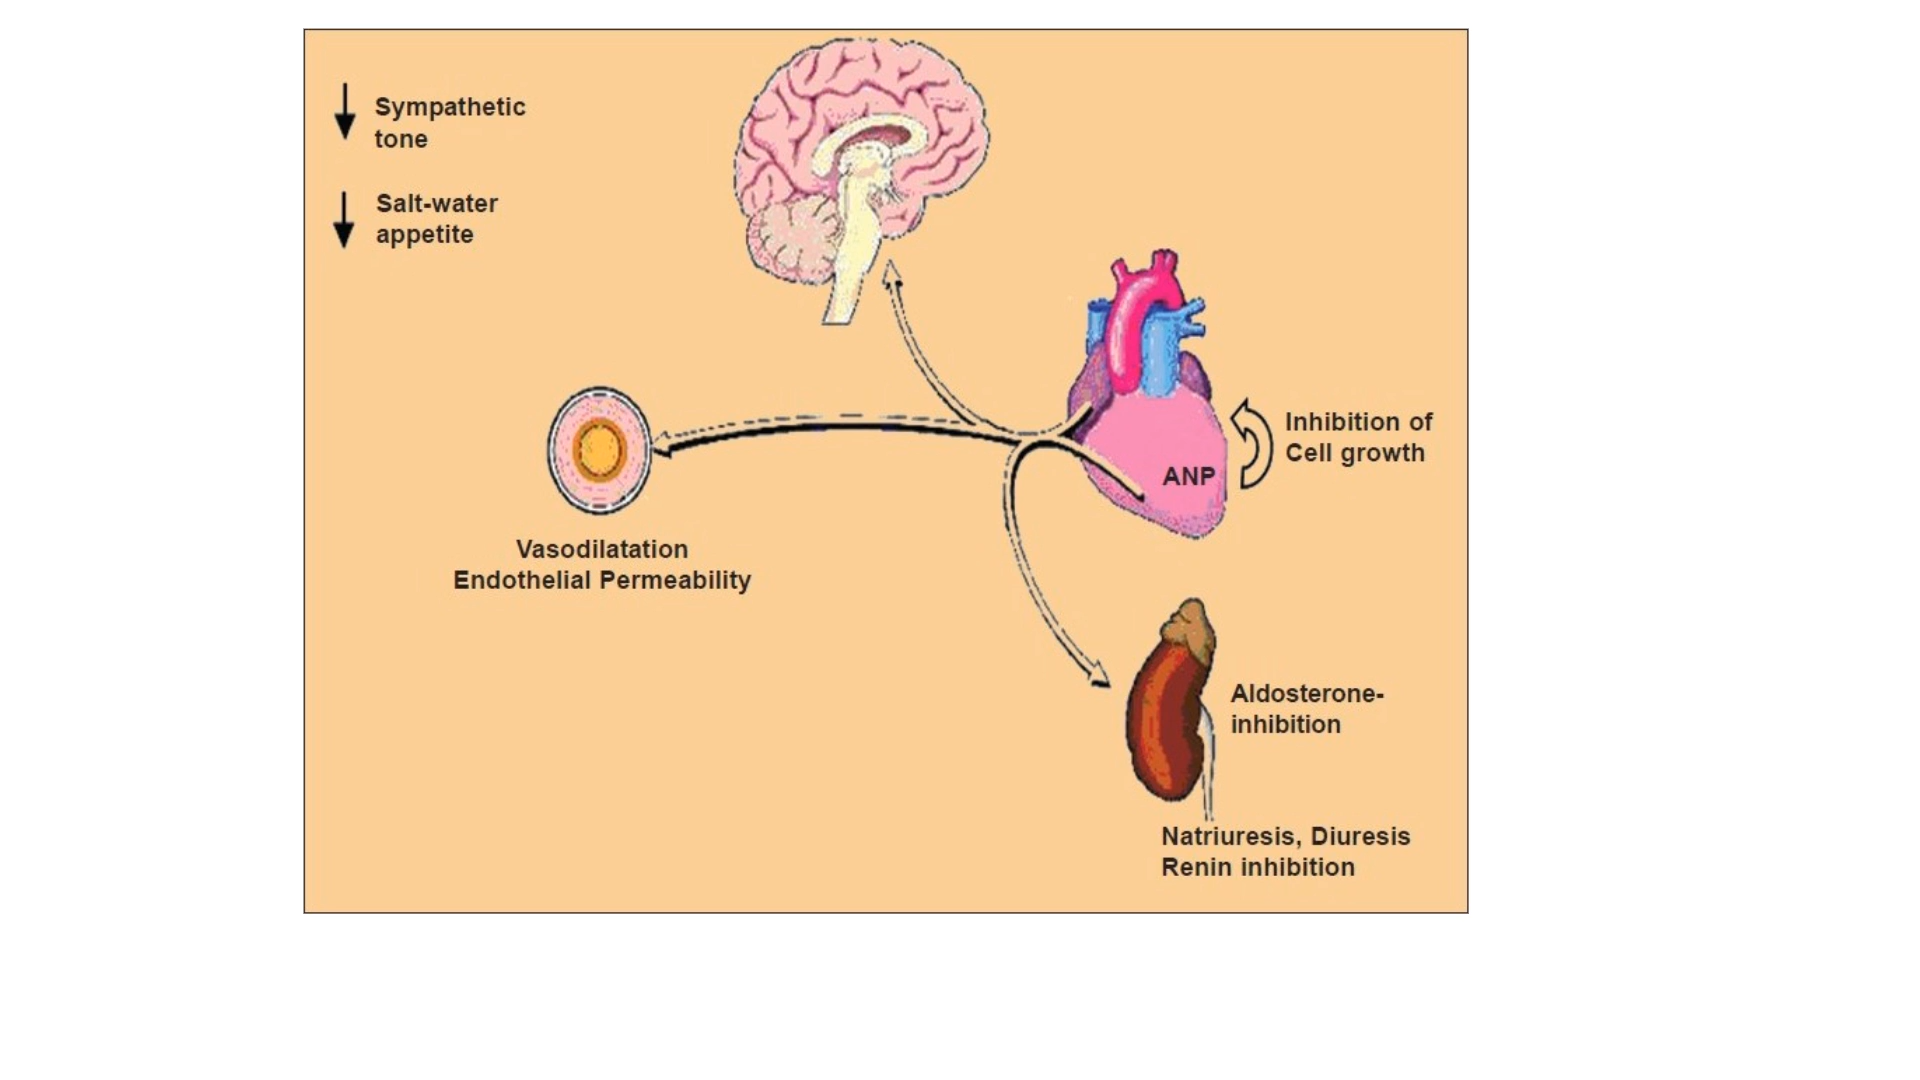 Sympathetic
tone
Salt-water
appetite
Inhibition of
Cell growth
ANP
Vasodilatation
Endothelial Permeability
Aldosterone-
inhibition
Natriuresis, Diuresis
Renin inhibition